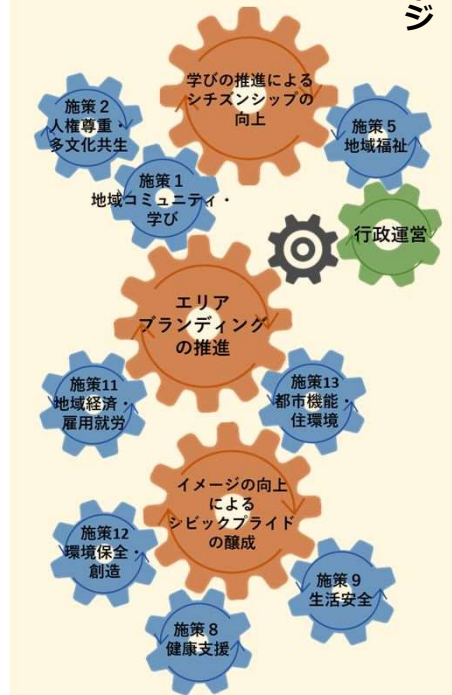 ジ
学びの推進による
シチズンシップの
向上
施策２
人権尊重・
多文化共生
施策５
地域福祉
施策１
地域コミュニティ・
学び
行政運営
エリア
ブランディング
の推進
施策11
地域経済・
雇用就労
施策13
都市機能・
住環境
イメージの向上
による
シビックプライド
の醸成
施策12
環境保全・
創造
施策９
生活安全
施策８
健康支援